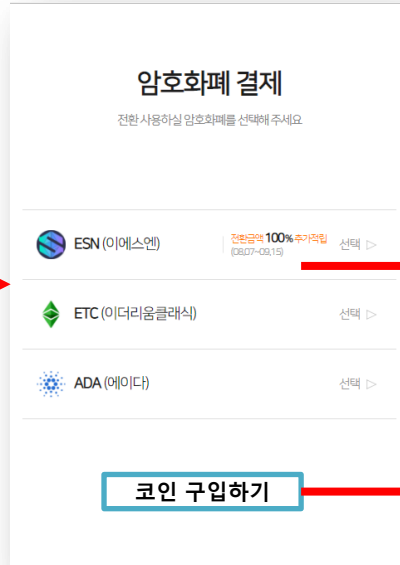 암호화폐 결제
전환 사용하실 암호화폐를 선택해 주세요
ESN (이에스엔)
전환금액 100% 추가적립
(08.07~09.15)
선택 ▷
ETC (이더리움클래식)
선택 ▷
ADA (에이다)
선택 ▷
코인 구입하기